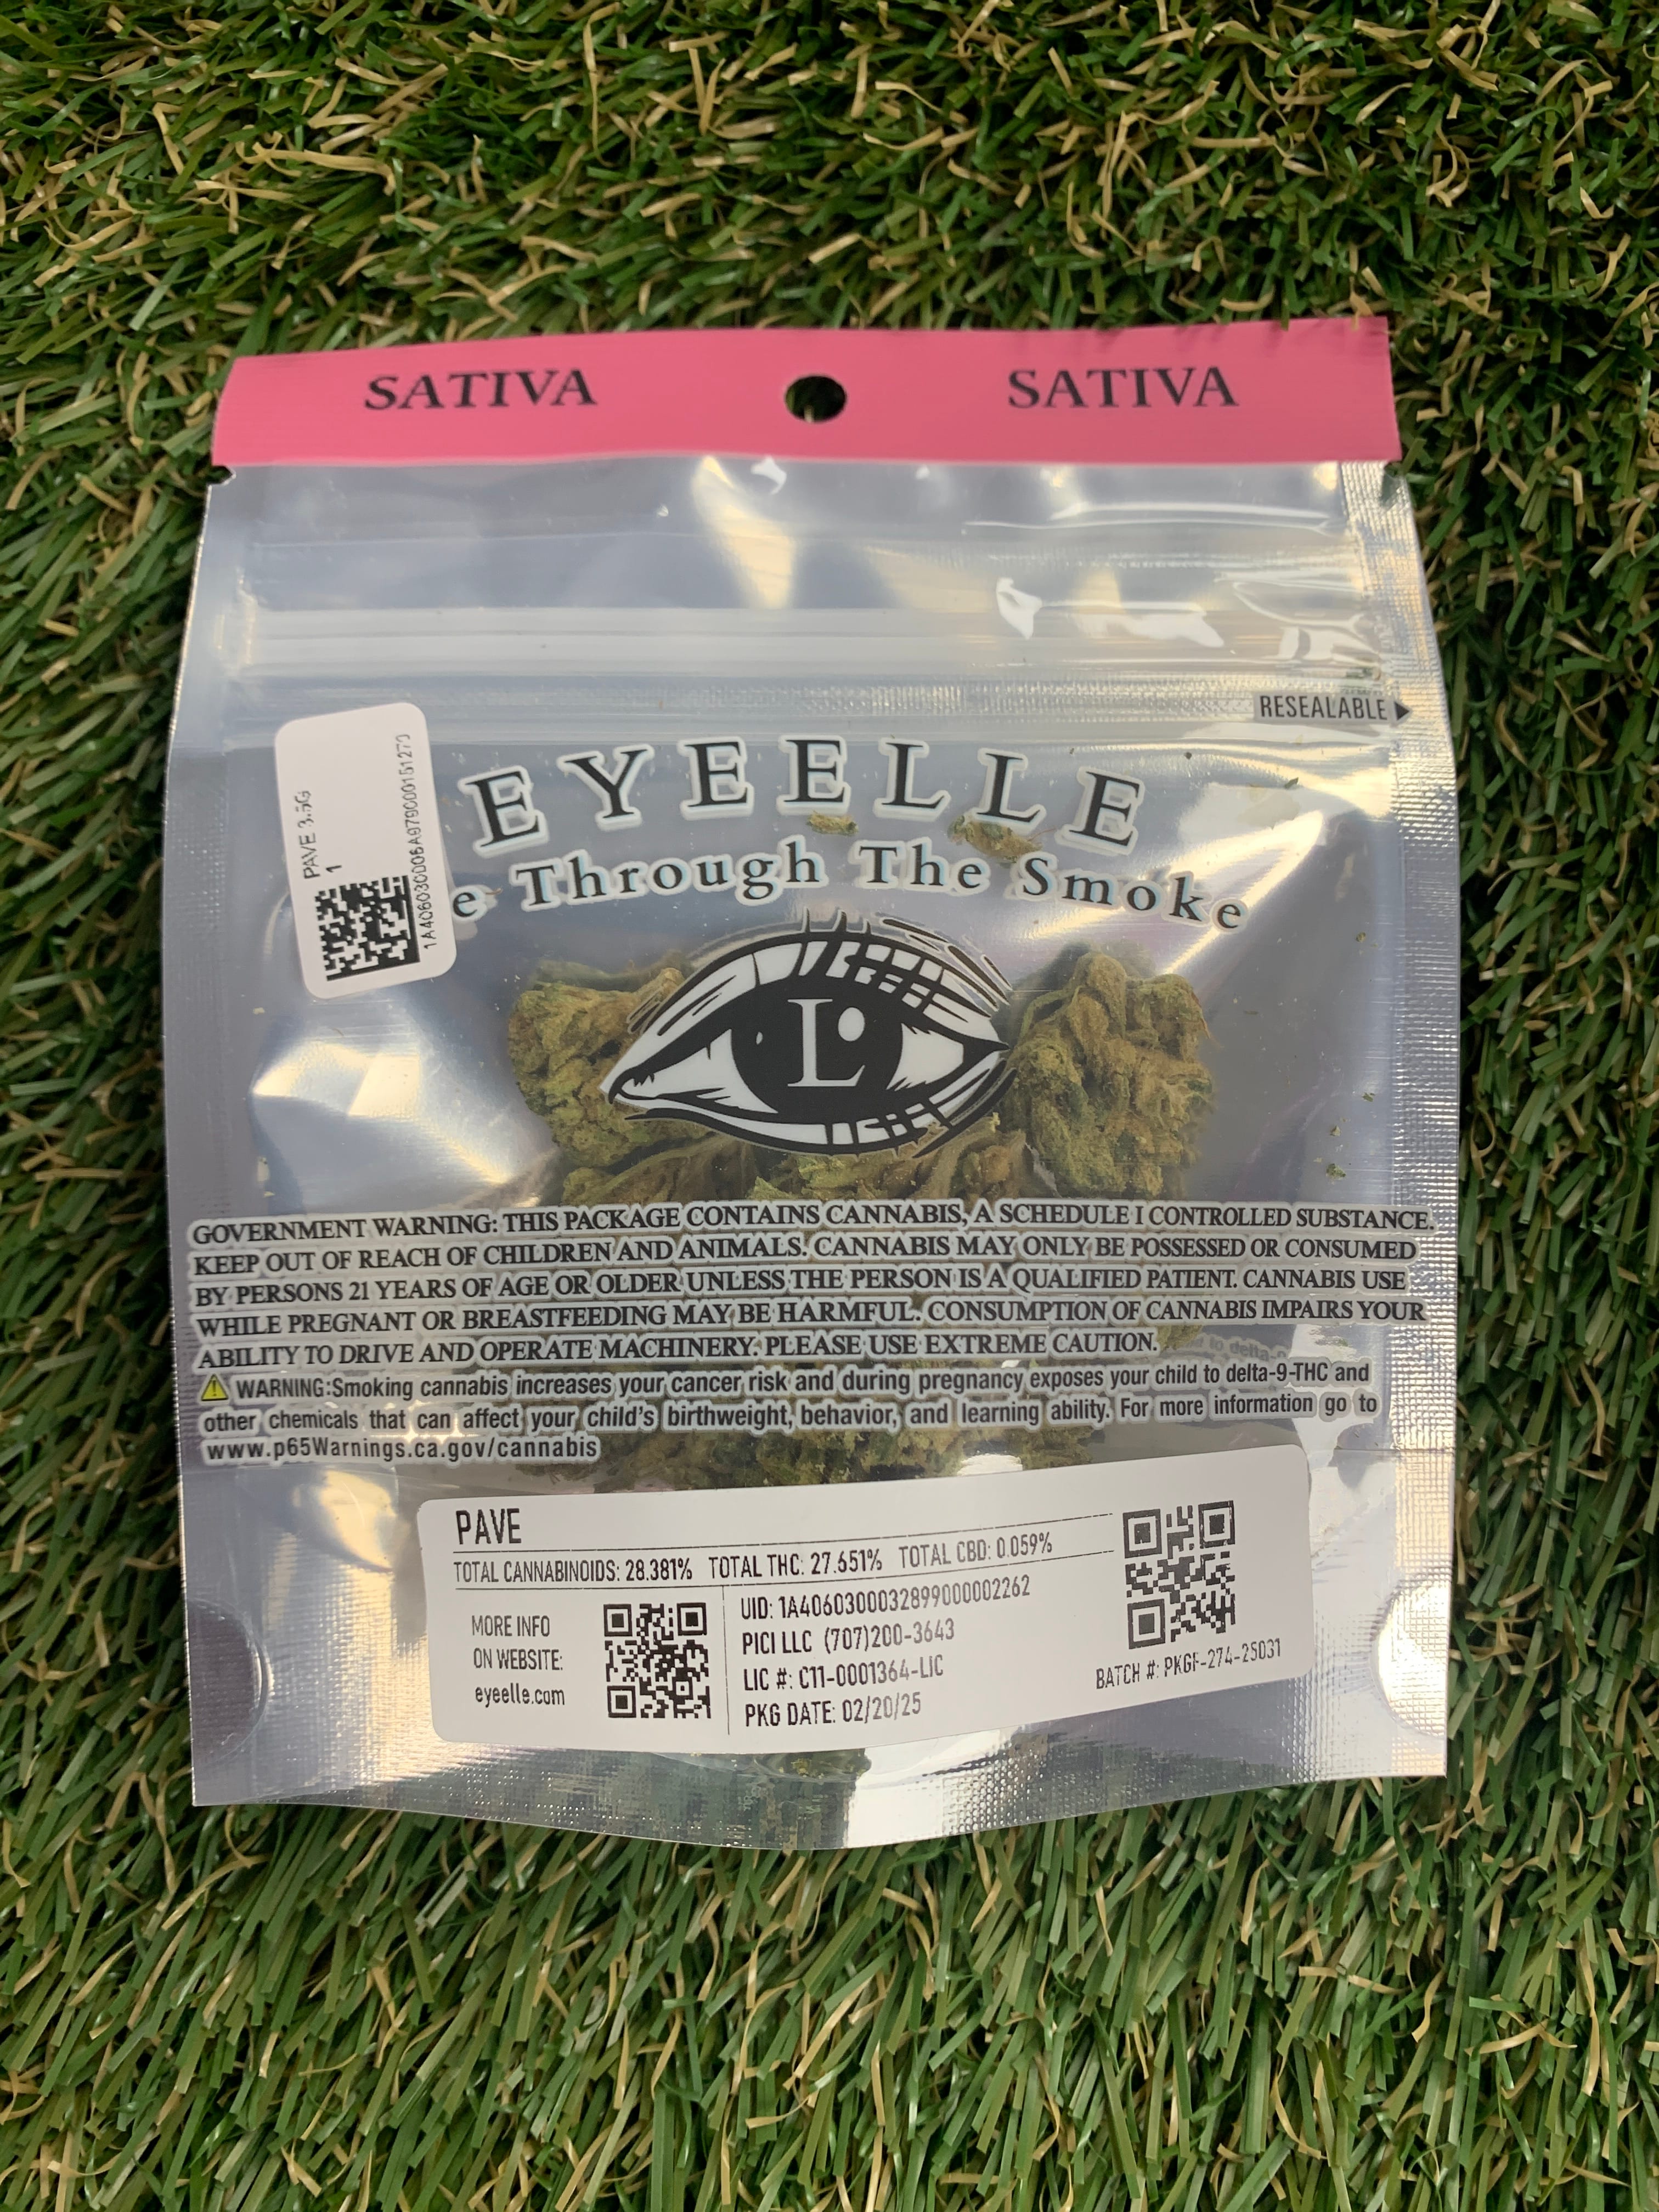 SATIVA SATIVA
RESEALABLE
EYEELLE
e Through The Smoke
PAVE 3.5G
1
L
GOVERNMENT WARNING: THIS PACKAGE CONTAINS CANNABIS, A SCHEDULE I CONTROLLED SUBSTANCE.
KEEP OUT OF REACH OF CHILDREN AND ANIMALS. CANNABIS MAY ONLY BE POSSESSED OR CONSUMED
BY PERSONS 21 YEARS OF AGE OR OLDER UNLESS THE PERSON IS A QUALIFIED PATIENT. CANNABIS USE
WHILE PREGNANT OR BREASTFEEDING MAY BE HARMFUL. CONSUMPTION OF CANNABIS IMPAIRS YOUR
ABILITY TO DRIVE AND OPERATE MACHINERY. PLEASE USE EXTREME CAUTION.
WARNING:Smoking cannabis increases your cancer risk and during pregnancy exposes your child to delta-9-THC and
other chemicals that can affect your child's birthweight, behavior, and learning ability. For more information go to
www.p65Warnings.ca.gov/cannabis
PAVE
TOTAL CANNABINOIDS: 28.381% TOTAL THC: 27.651% TOTAL CBD: 0.059%
MORE INFO
ON WEBSITE:
eyeelle.com
UID: 1A4060300032899000002262
PICI LLC (707)200-3643
LIC #: C11-0001364-LIC
PKG DATE: 02/20/25
BATCH #: PKGF-274-25031